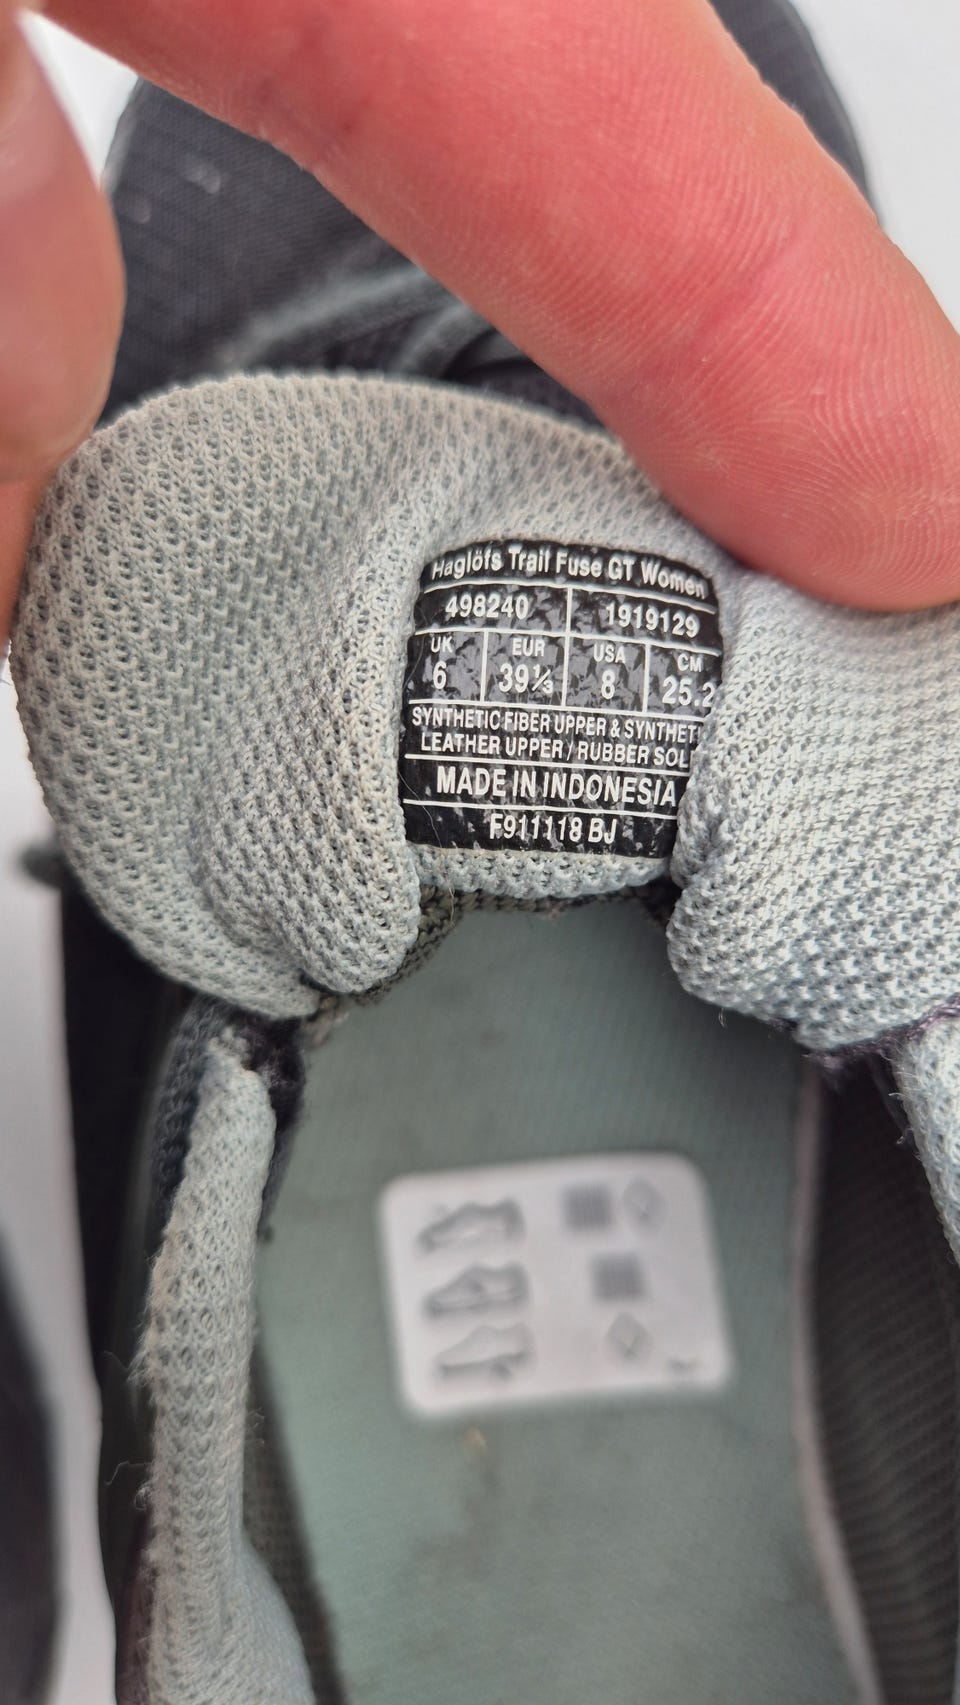 Haglöfs Trail Fuse GT Women
498240 1919129
UK EUR USA CM
6 39⅓ 8 25.2
SYNTHETIC FIBER UPPER & SYNTHETI
LEATHER UPPER / RUBBER SOL
MADE IN INDONESIA
F911118 BJ